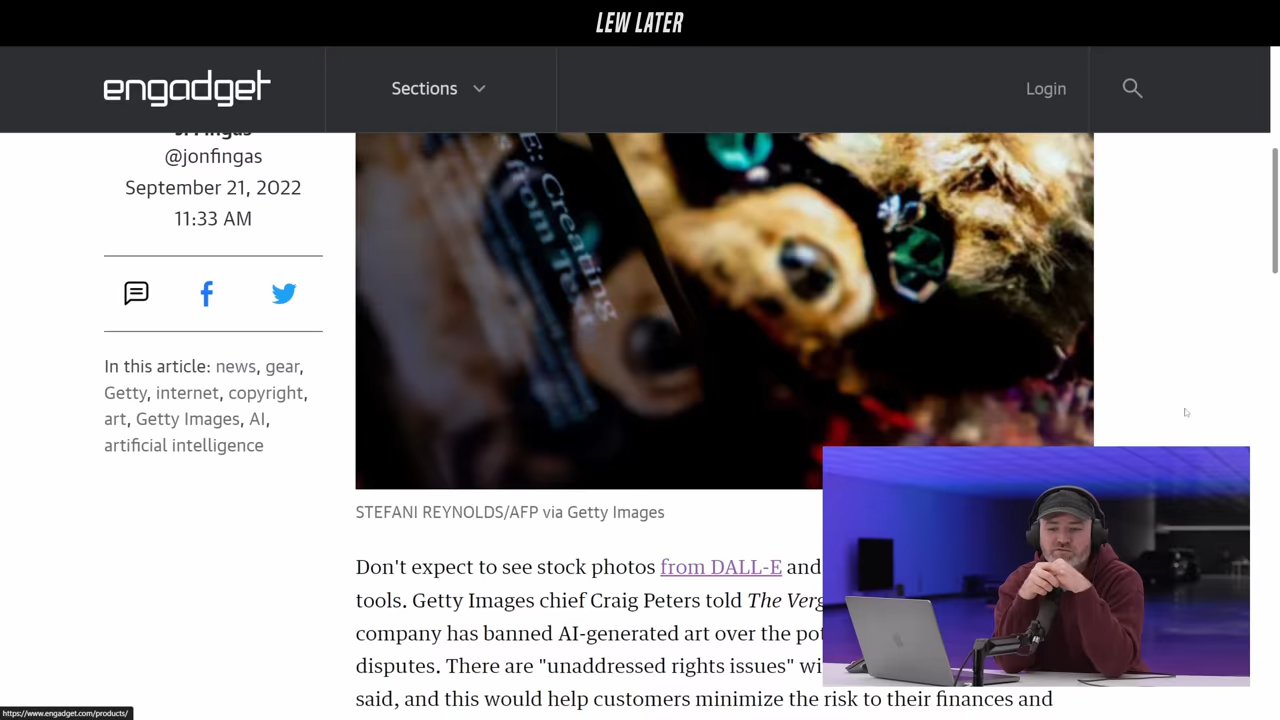 LEW LATER
engadget
Sections
Login
@jonfingas
September 21, 2022
11:33 AM
In this article: news, gear,
Getty, internet, copyright,
art, Getty Images, AI,
artificial intelligence
E: Creating
from Text
STEFANI REYNOLDS/AFP via Getty Images
Don't expect to see stock photos from DALL-E and
tools. Getty Images chief Craig Peters told The Verg
company has banned AI-generated art over the pot
disputes. There are "unaddressed rights issues" wi
said, and this would help customers minimize the risk to their finances and
https://www.engadget.com/products/